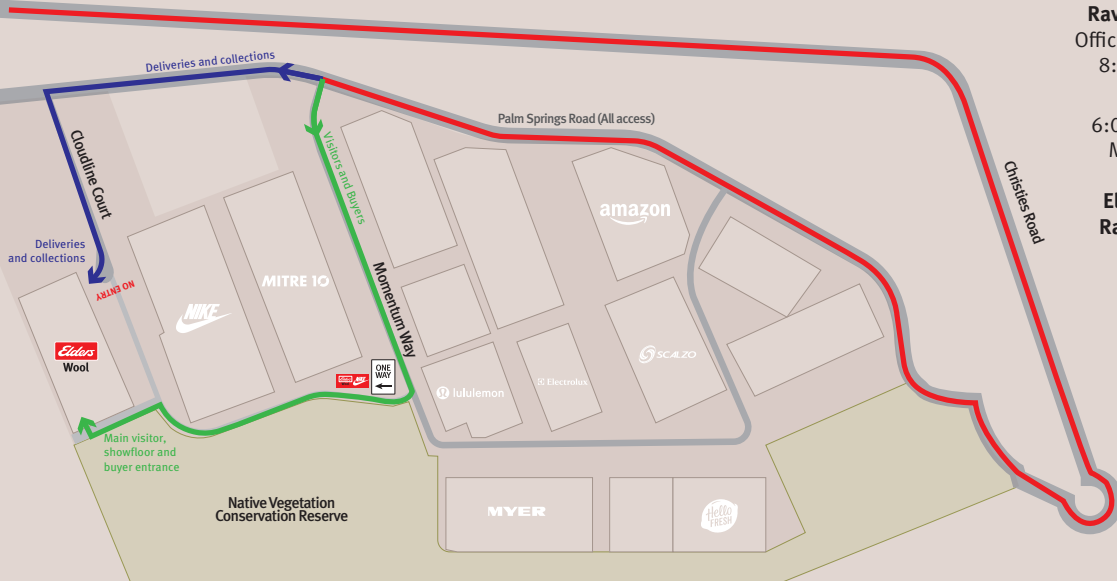 Deliveries and collections
Palm Springs Road (All access)
Christies Road
Cloudline Court
Visitors and Buyers
Momentum Way
Deliveries
and collections
NO ENTRY
Elders
Wool
NIKE
MITRE 10
amazon
SCALZO
Electrolux
lululemon
ONE
WAY
Main visitor,
showfloor and
buyer entrance
Native Vegetation
Conservation Reserve
MYER
Hello
FRESH